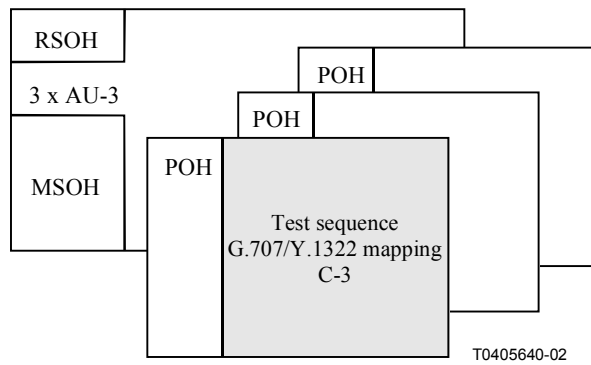 RSOH
3 x AU-3
MSOH
POH
POH
POH
Test sequence
G.707/Y.1322 mapping
C-3
T0405640-02